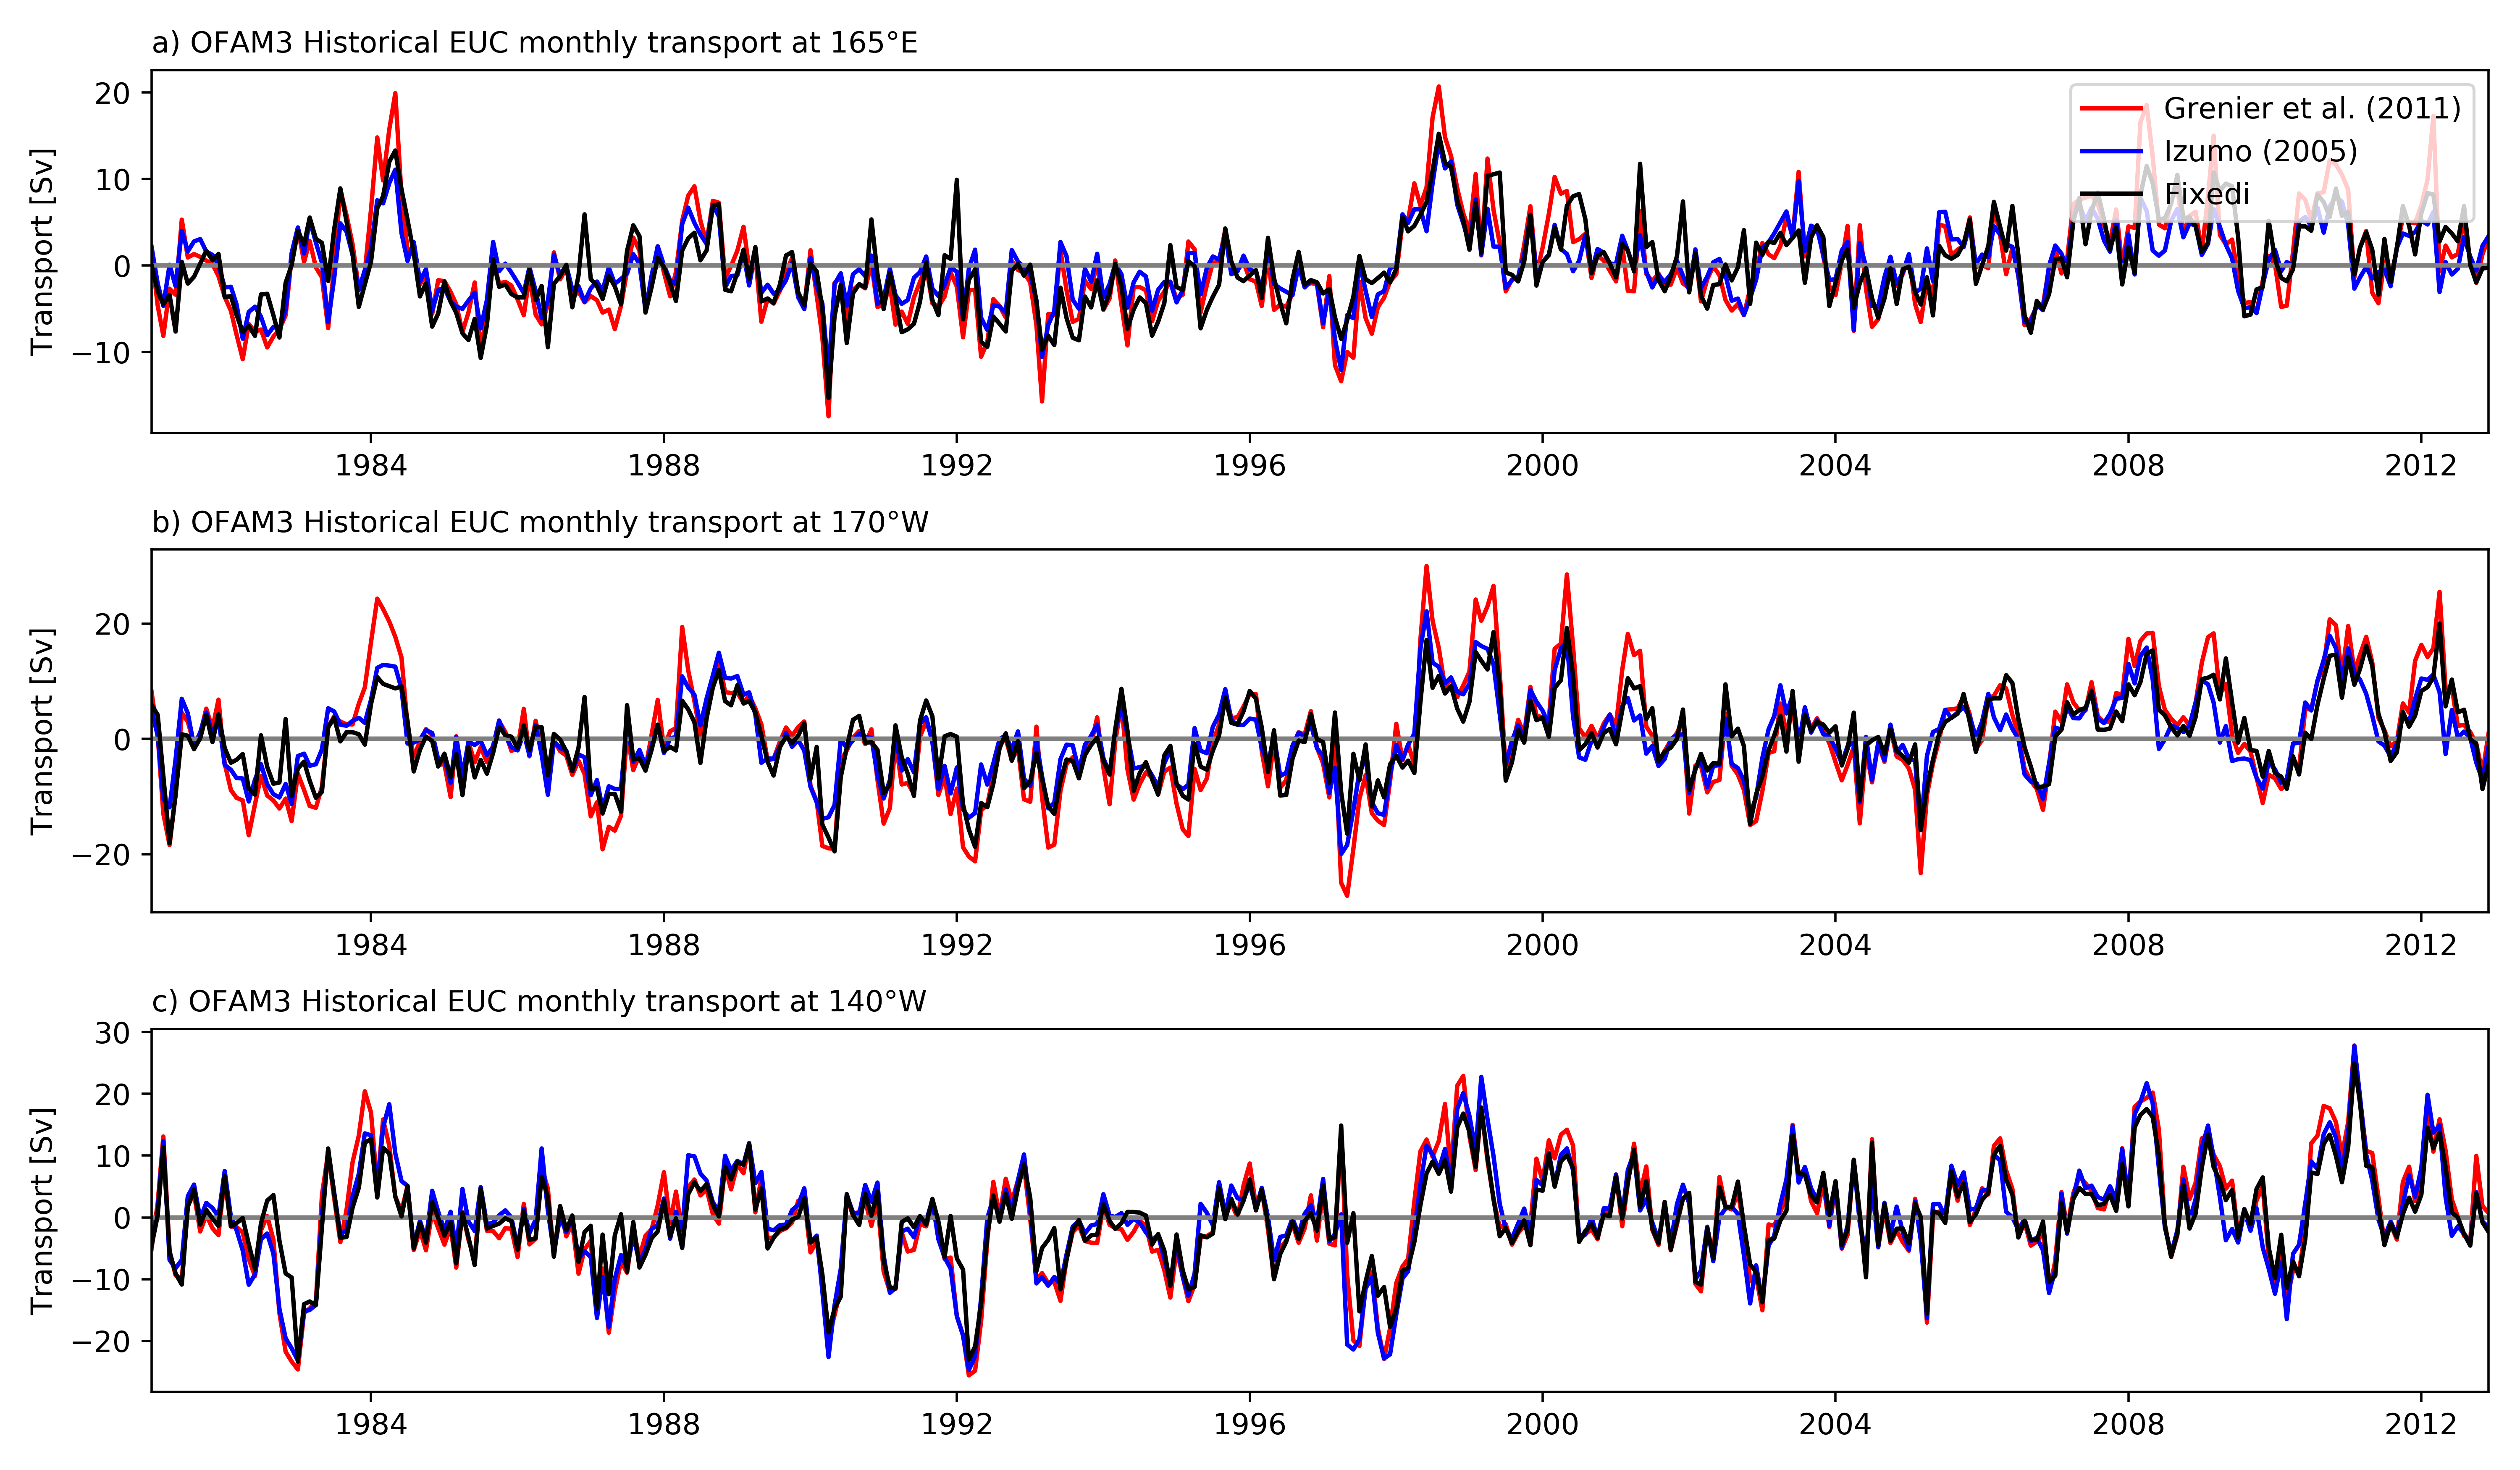 a) OFAM3 Historical EUC monthly transport at 165°E
Transport [Sv]
20
10
0
−10
Grenier et al. (2011)
Izumo (2005)
Fixedi
1984 1988 1992 1996 2000 2004 2008 2012
b) OFAM3 Historical EUC monthly transport at 170°W
Transport [Sv]
20
0
−20
1984 1988 1992 1996 2000 2004 2008 2012
c) OFAM3 Historical EUC monthly transport at 140°W
Transport [Sv]
30
20
10
0
−10
−20
1984 1988 1992 1996 2000 2004 2008 2012